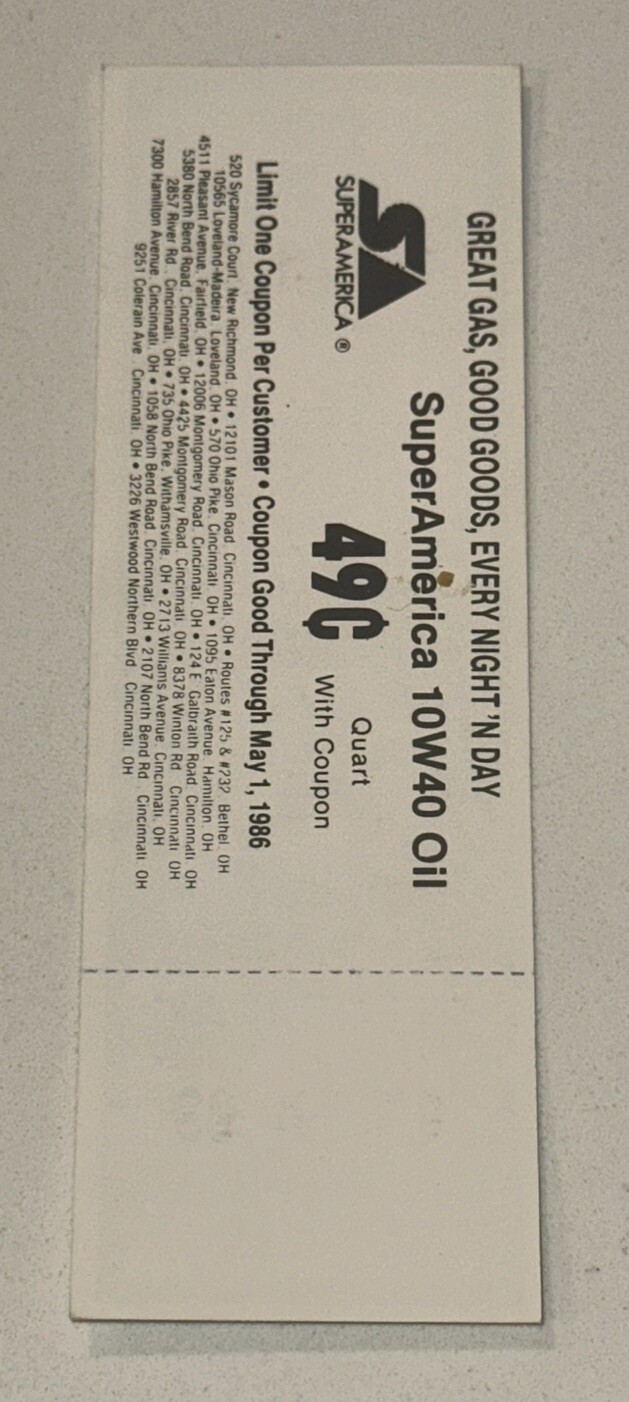 GREAT GAS, GOOD GOODS, EVERY NIGHT 'N DAY
SuperAmerica 10W40 Oil
SA
SUPERAMERICA ®
49¢
Quart
With Coupon
Limit One Coupon Per Customer • Coupon Good Through May 1, 1986
520 Sycamore Court, New Richmond, OH • 12101 Mason Road, Cincinnati, OH • Routes #125 & #232, Bethel, OH
10565 Loveland-Madeira, Loveland, OH • 570 Ohio Pike, Cincinnati, OH • 1095 Eaton Avenue, Hamilton, OH
4511 Pleasant Avenue, Fairfield, OH • 12006 Montgomery Road, Cincinnati, OH • 124 E. Galbraith Road, Cincinnati, OH
5380 North Bend Road, Cincinnati, OH • 4425 Montgomery Road, Cincinnati, OH • 8378 Winton Rd., Cincinnati, OH
2857 River Rd., Cincinnati, OH • 735 Ohio Pike, Withamsville, OH • 2713 Williams Avenue, Cincinnati, OH
7300 Hamilton Avenue, Cincinnati, OH • 1058 North Bend Road, Cincinnati, OH • 2107 North Bend Rd., Cincinnati, OH
9251 Colerain Ave., Cincinnati, OH • 3226 Westwood Northern Blvd., Cincinnati, OH